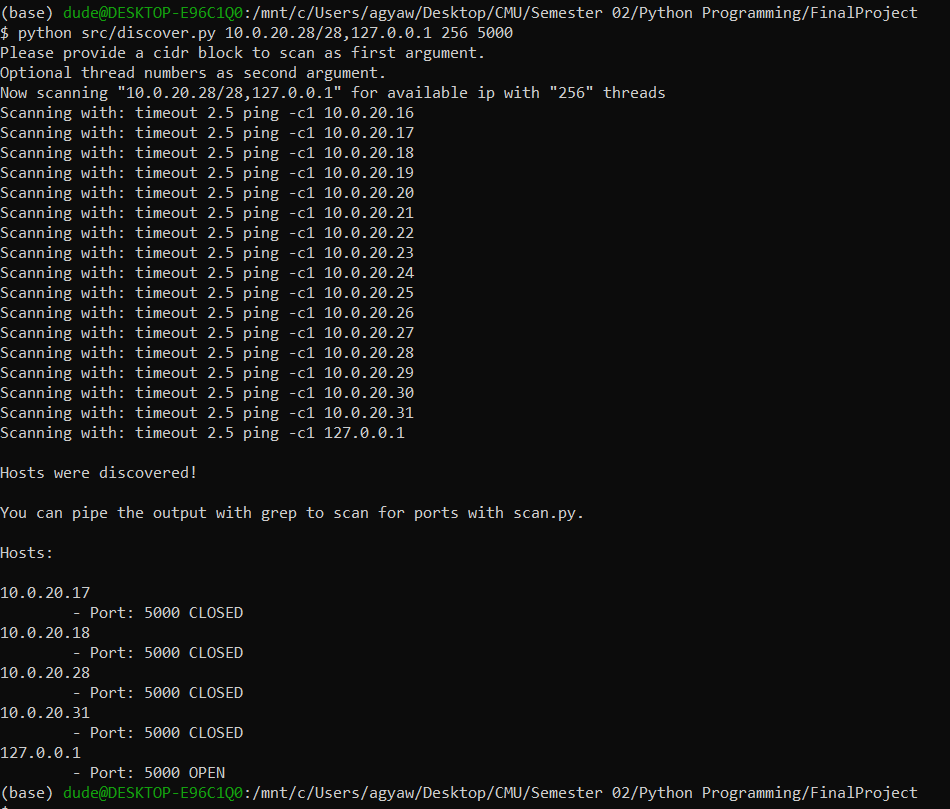 (base) dude@DESKTOP-E96C1Q0:/mnt/c/Users/agyaw/Desktop/CMU/Semester 02/Python Programming/FinalProject
$ python src/discover.py 10.0.20.28/28,127.0.0.1 256 5000
Please provide a cidr block to scan as first argument.
Optional thread numbers as second argument.
Now scanning "10.0.20.28/28,127.0.0.1" for available ip with "256" threads
Scanning with: timeout 2.5 ping -c1 10.0.20.16
Scanning with: timeout 2.5 ping -c1 10.0.20.17
Scanning with: timeout 2.5 ping -c1 10.0.20.18
Scanning with: timeout 2.5 ping -c1 10.0.20.19
Scanning with: timeout 2.5 ping -c1 10.0.20.20
Scanning with: timeout 2.5 ping -c1 10.0.20.21
Scanning with: timeout 2.5 ping -c1 10.0.20.22
Scanning with: timeout 2.5 ping -c1 10.0.20.23
Scanning with: timeout 2.5 ping -c1 10.0.20.24
Scanning with: timeout 2.5 ping -c1 10.0.20.25
Scanning with: timeout 2.5 ping -c1 10.0.20.26
Scanning with: timeout 2.5 ping -c1 10.0.20.27
Scanning with: timeout 2.5 ping -c1 10.0.20.28
Scanning with: timeout 2.5 ping -c1 10.0.20.29
Scanning with: timeout 2.5 ping -c1 10.0.20.30
Scanning with: timeout 2.5 ping -c1 10.0.20.31
Scanning with: timeout 2.5 ping -c1 127.0.0.1
Hosts were discovered!
You can pipe the output with grep to scan for ports with scan.py.
Hosts:
10.0.20.17
- Port: 5000 CLOSED
10.0.20.18
- Port: 5000 CLOSED
10.0.20.28
- Port: 5000 CLOSED
10.0.20.31
- Port: 5000 CLOSED
127.0.0.1
- Port: 5000 OPEN
(base) dude@DESKTOP-E96C1Q0:/mnt/c/Users/agyaw/Desktop/CMU/Semester 02/Python Programming/FinalProject